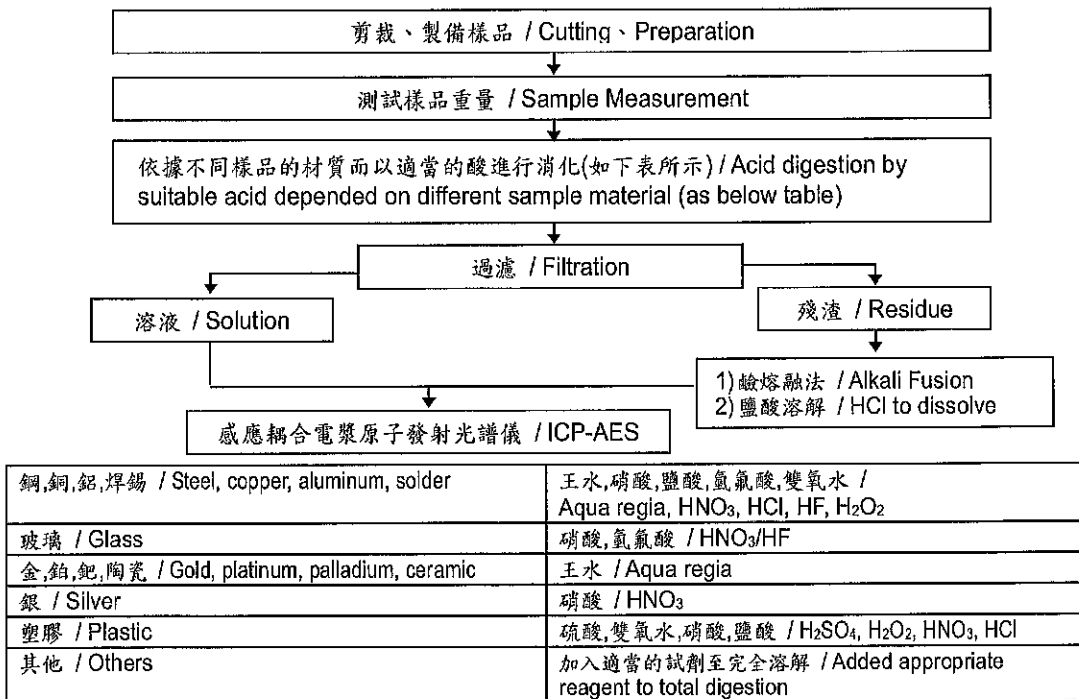 剪裁、製備樣品 / Cutting、Preparation
測試樣品重量 / Sample Measurement
依據不同樣品的材質而以適當的酸進行消化(如下表所示) / Acid digestion by
suitable acid depended on different sample material (as below table)
過濾 / Filtration
溶液 / Solution
殘渣 / Residue
1)鹼熔融法 / Alkali Fusion
2)鹽酸溶解 / HCl to dissolve
感應耦合電漿原子發射光譜儀 / ICP-AES
鋼,銅,鋁,焊錫 / Steel, copper, aluminum, solder
王水,硝酸,鹽酸,氫氟酸,雙氧水 /
Aqua regia, HNO₃, HCl, HF, H₂O₂
玻璃 / Glass
硝酸,氫氟酸 / HNO₃/HF
金,鉑,鈀,陶瓷 / Gold, platinum, palladium, ceramic
王水 / Aqua regia
銀 / Silver
硝酸 / HNO₃
塑膠 / Plastic
硫酸,雙氧水,硝酸,鹽酸 / H₂SO₄, H₂O₂, HNO₃, HCl
其他 / Others
加入適當的試劑至完全溶解 / Added appropriate
reagent to total digestion